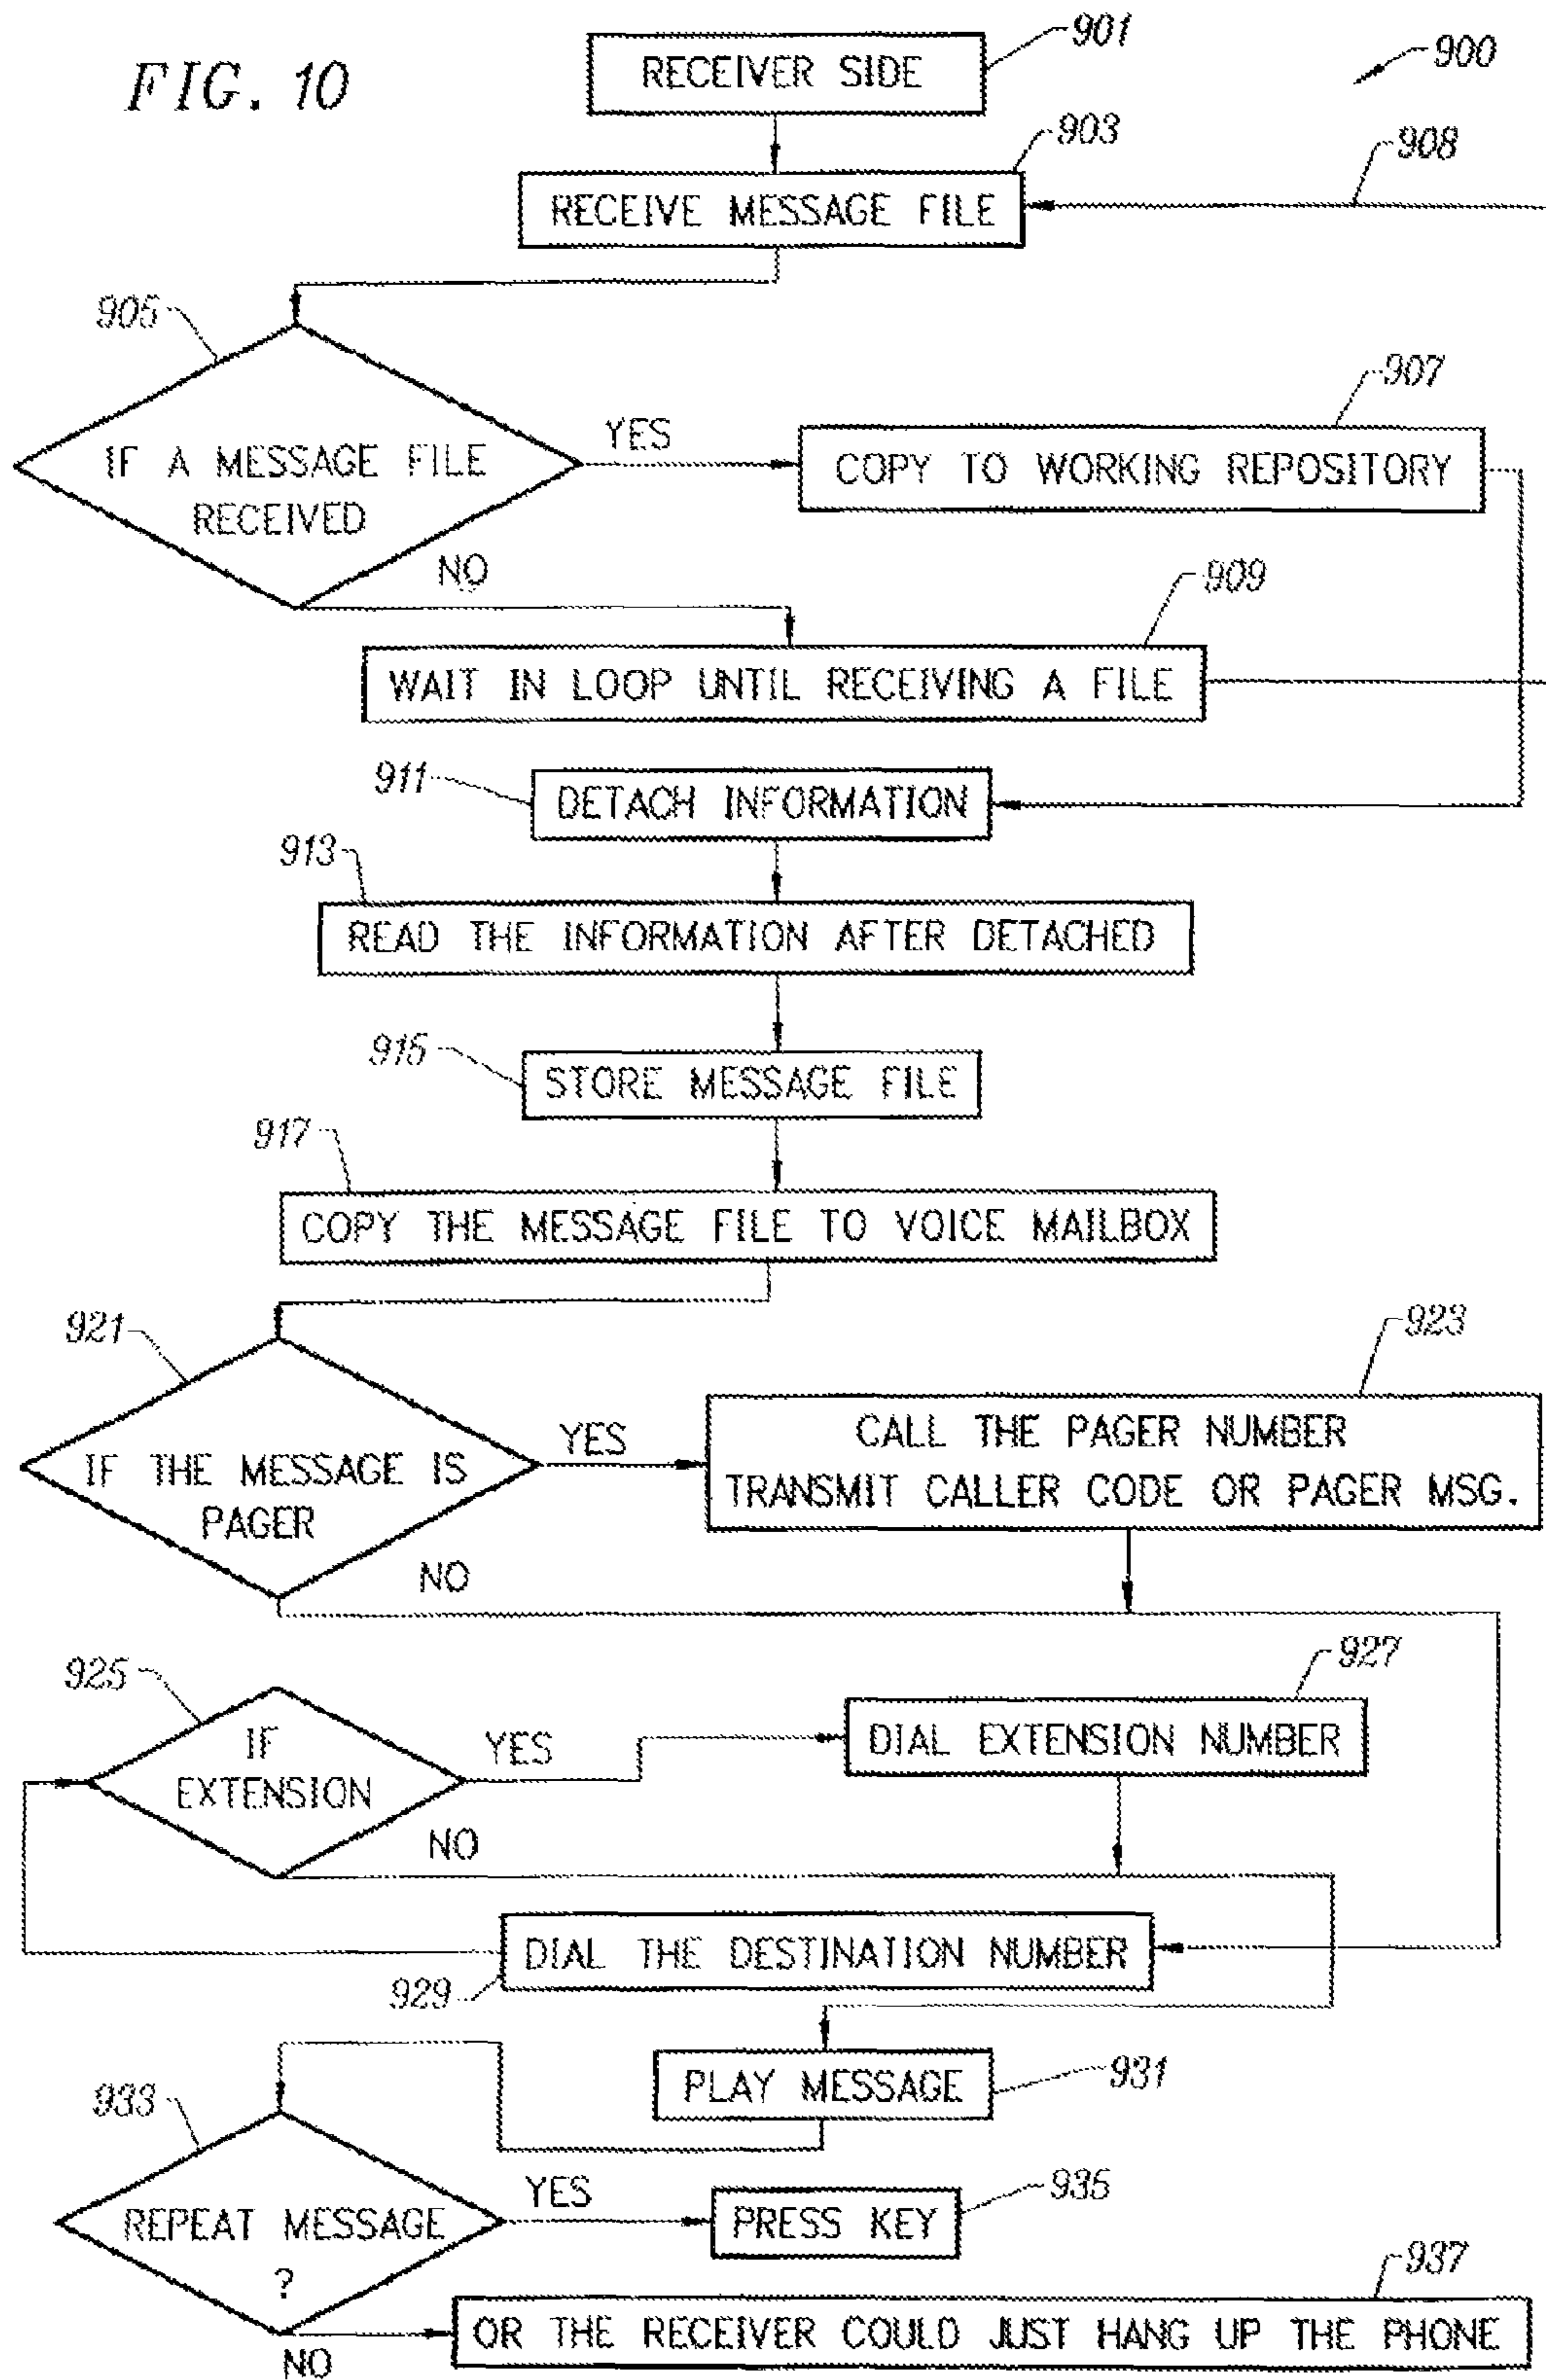 FIG. 10
901
900
RECEIVER SIDE
903
908
RECEIVE MESSAGE FILE
905
907
IF A MESSAGE FILE
RECEIVED
YES
COPY TO WORKING REPOSITORY
NO
909
WAIT IN LOOP UNTIL RECEIVING A FILE
911
DETACH INFORMATION
913
READ THE INFORMATION AFTER DETACHED
915
STORE MESSAGE FILE
917
COPY THE MESSAGE FILE TO VOICE MAILBOX
921
923
IF THE MESSAGE IS
PAGER
YES
CALL THE PAGER NUMBER
TRANSMIT CALLER CODE OR PAGER MSG.
NO
925
927
IF
EXTENSION
YES
DIAL EXTENSION NUMBER
NO
DIAL THE DESTINATION NUMBER
929
PLAY MESSAGE
931
933
REPEAT MESSAGE
?
YES
PRESS KEY
935
937
NO
OR THE RECEIVER COULD JUST HANG UP THE PHONE